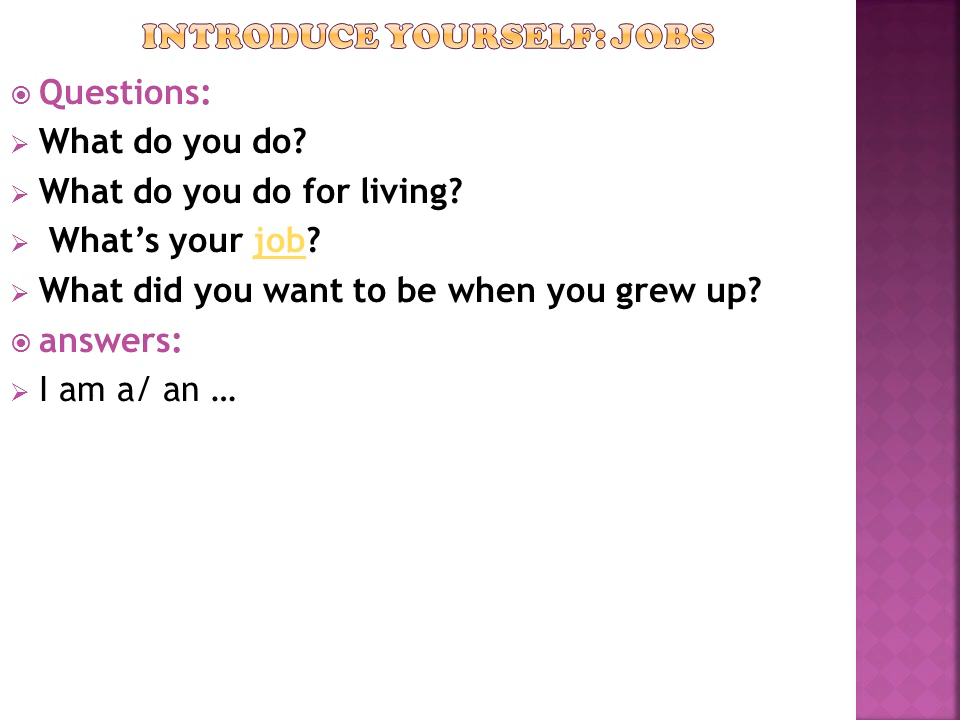 INTRODUCE YOURSELF: JOBS
Questions:
What do you do?
What do you do for living?
What’s your job?
What did you want to be when you grew up?
answers:
I am a/ an …